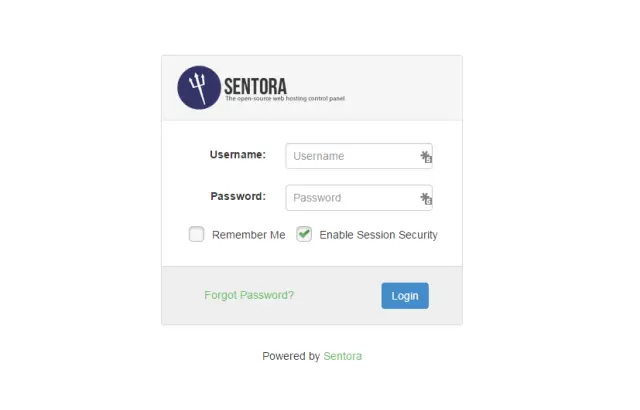 SENTORA
The open-source web hosting control panel
Username: Username
Password: Password
Remember Me Enable Session Security
Forgot Password? Login
Powered by Sentora